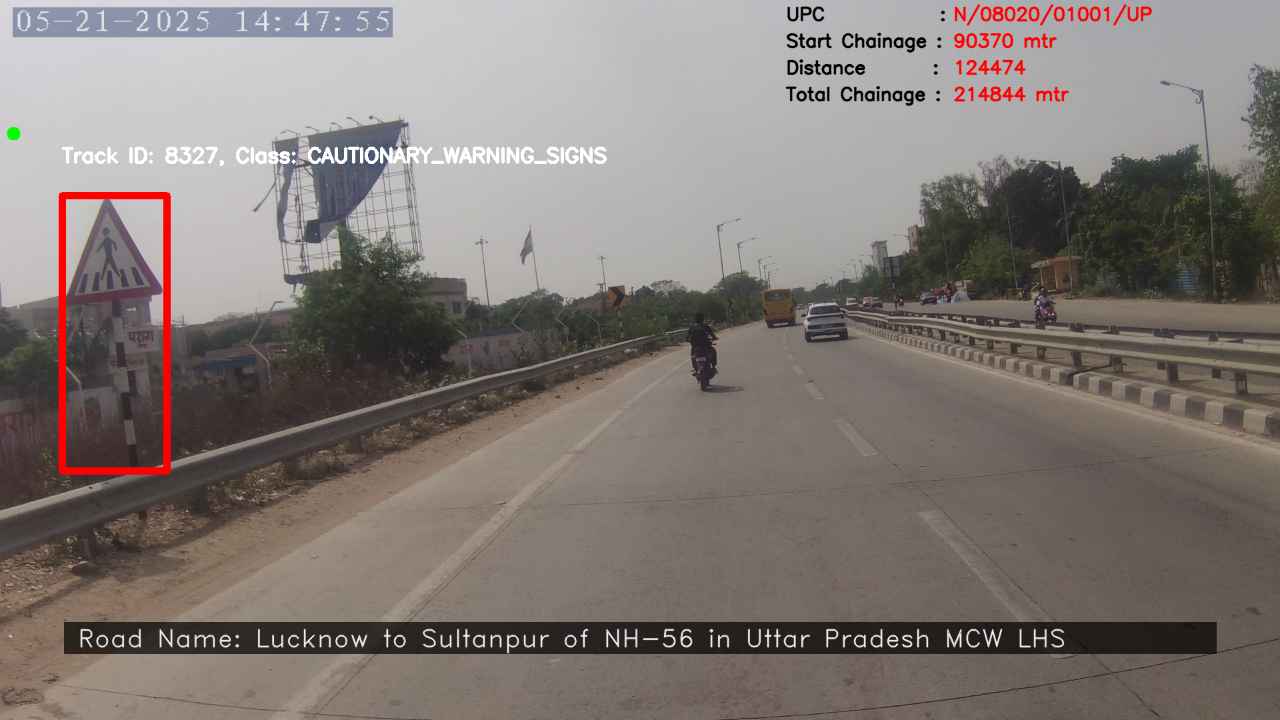 05-21-2025 14:47:55
UPC : N/08020/01001/UP
Start Chainage : 90370 mtr
Distance : 124474
Total Chainage : 214844 mtr
Track ID: 8327, Class: CAUTIONARY_WARNING_SIGNS
पराग
Road Name: Lucknow to Sultanpur of NH-56 in Uttar Pradesh MCW LHS